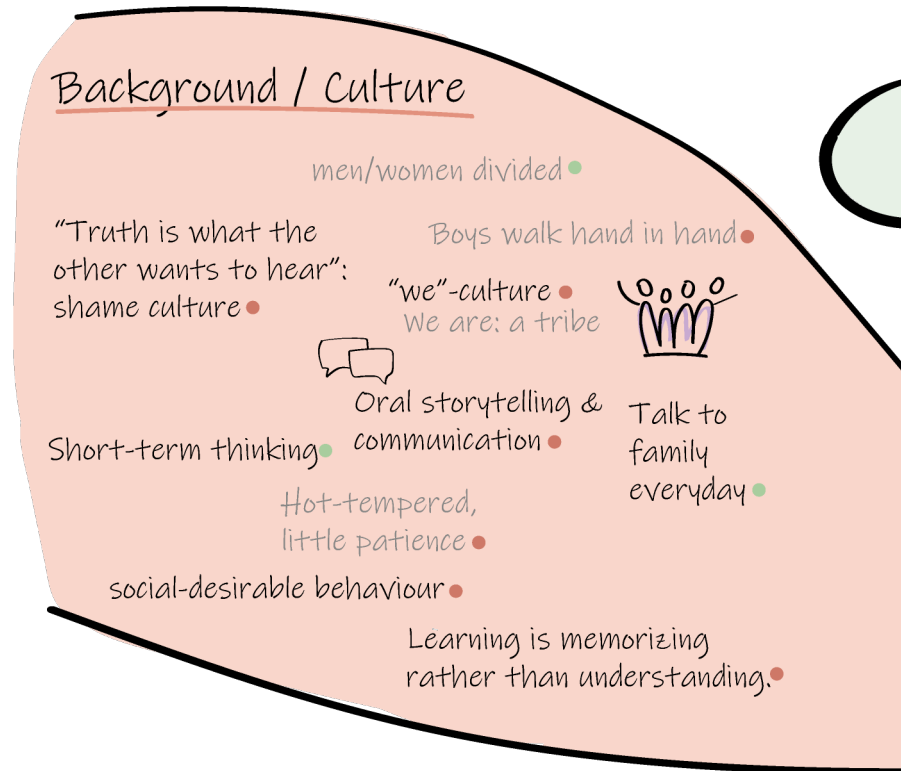 Background / Culture
men/women divided
"Truth is what the
other wants to hear":
shame culture
Boys walk hand in hand
"we"-culture
We are: a tribe
Oral storytelling &
communication
Talk to
family
everyday
Short-term thinking
Hot-tempered,
little patience
social-desirable behaviour
Learning is memorizing
rather than understanding.